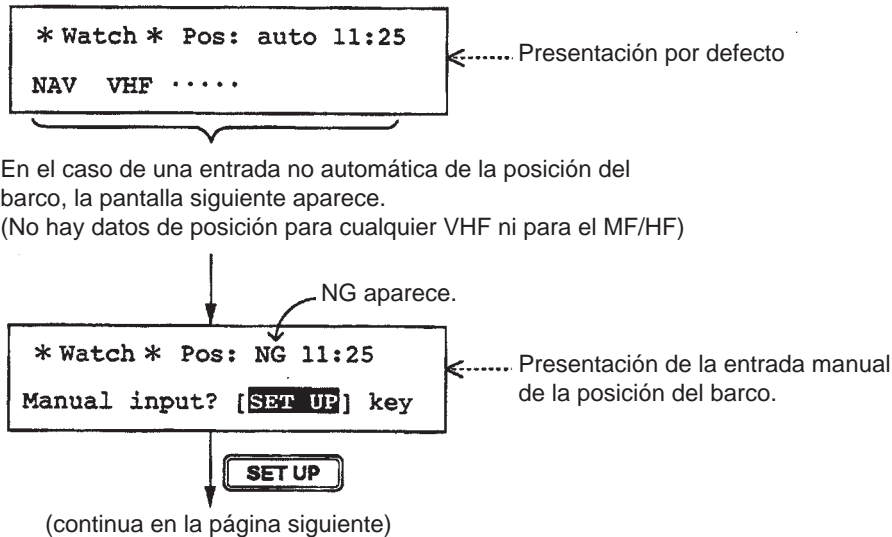 * Watch * Pos: auto 11:25
Presentación por defecto
NAV VHF ·····
En el caso de una entrada no automática de la posición del
barco, la pantalla siguiente aparece.
(No hay datos de posición para cualquier VHF ni para el MF/HF)
NG aparece.
* Watch * Pos: NG 11:25
Manual input? [SET UP] key
Presentación de la entrada manual
de la posición del barco.
SET UP
(continua en la página siguiente)